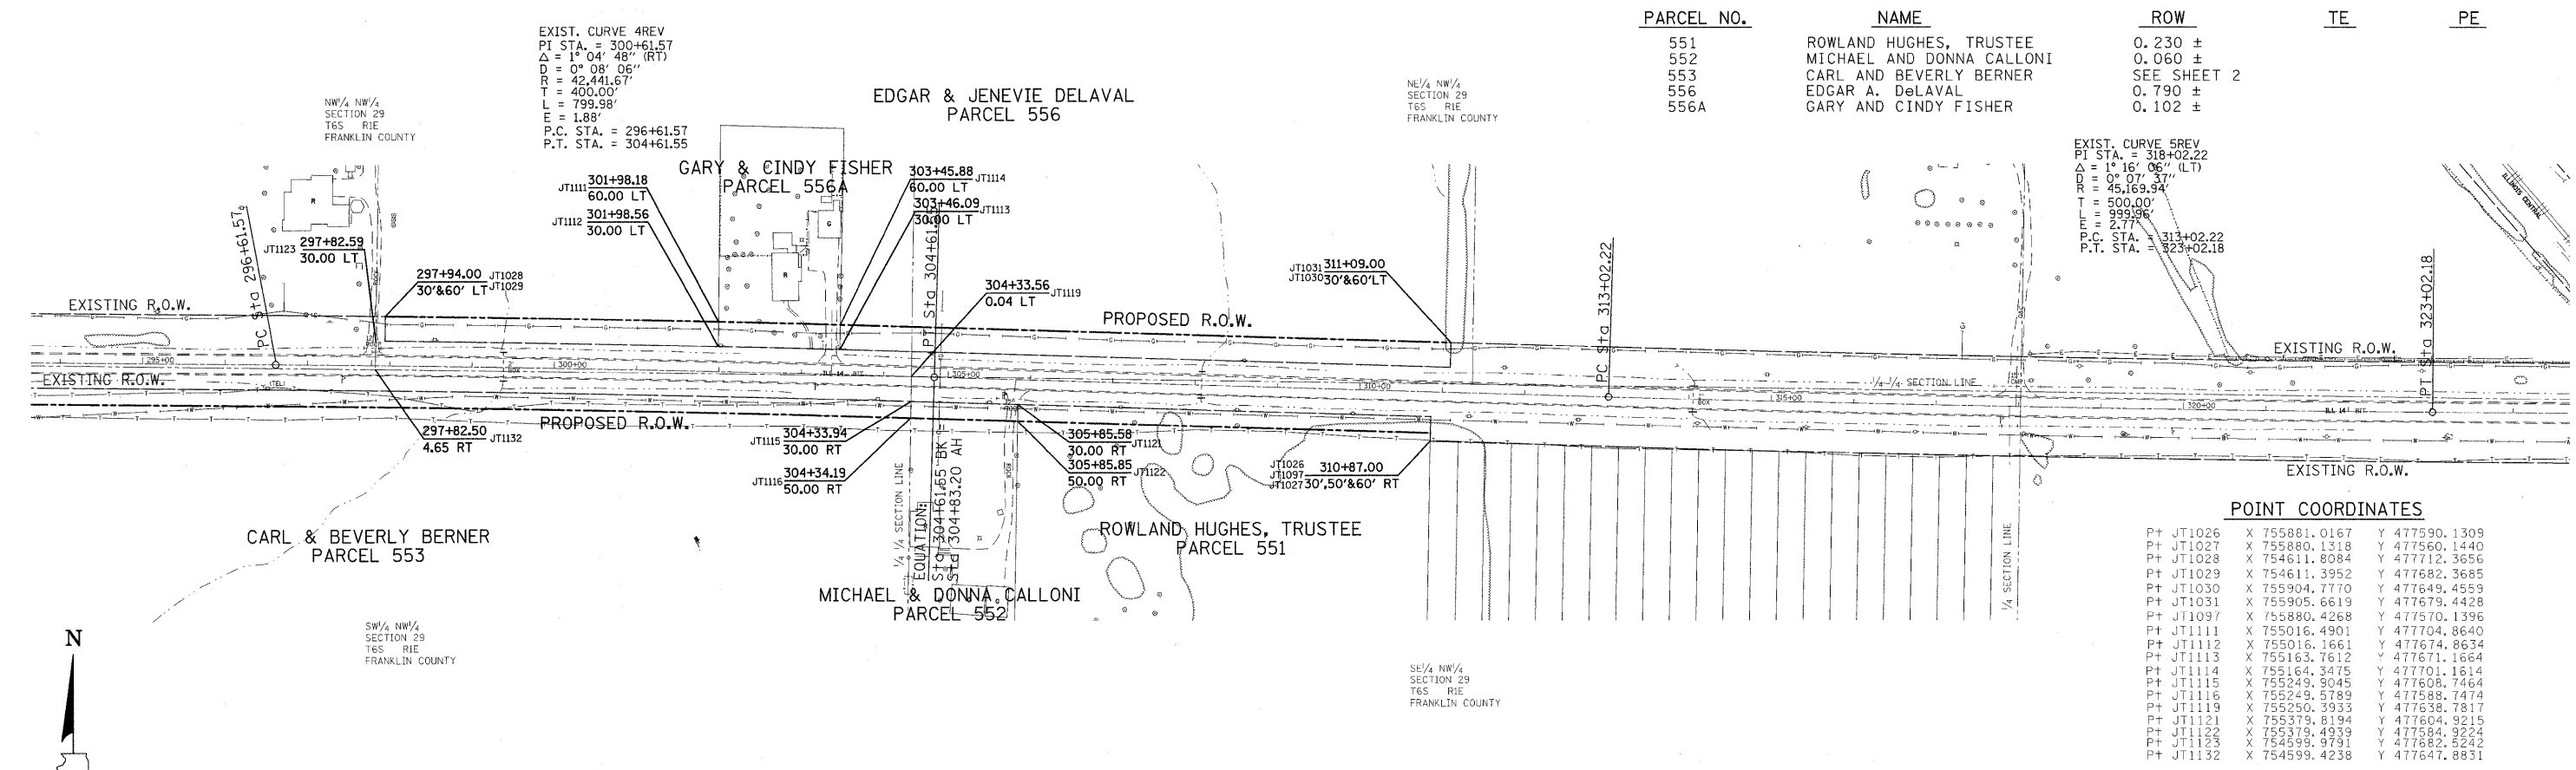 PARCEL NO. NAME ROW TE PE
551 ROWLAND HUGHES, TRUSTEE 0.230 ±
552 MICHAEL AND DONNA CALLONI 0.060 ±
553 CARL AND BEVERLY BERNER SEE SHEET 2
556 EDGAR A. DeLAVAL 0.790 ±
556A GARY AND CINDY FISHER 0.102 ±
EXIST. CURVE 4REV
PI STA. = 300+61.57
Δ = 1° 04' 48" (RT)
D = 0° 08' 06"
R = 42,441.67'
T = 400.00'
L = 799.98'
E = 1.88'
P.C. STA. = 296+61.57
P.T. STA. = 304+61.55
NW¼ NW¼
SECTION 29
T6S R1E
FRANKLIN COUNTY
EDGAR & JENEVIE DELAVAL
PARCEL 556
NE¼ NW¼
SECTION 29
T6S R1E
FRANKLIN COUNTY
EXIST. CURVE 5REV
PI STA. = 318+02.22
Δ = 1° 16' 06" (LT)
D = 0° 07' 37"
R = 45,169.94'
T = 500.00'
L = 999.96'
E = 2.77'
P.C. STA. = 313+02.22
P.T. STA. = 323+02.18
ILLINOIS CENTRAL
GARY & CINDY FISHER
PARCEL 556A
JT1111 301+98.18
60.00 LT
JT1112 301+98.56
30.00 LT
303+45.88 JT1114
60.00 LT
303+46.09 JT1113
30.00 LT
R
R
G
JT1123 297+82.59
30.00 LT
297+94.00 JT1028
30'&60' LT JT1029
304+33.56 JT1119
0.04 LT
JT1031 311+09.00
JT1030 30'&60'LT
PC Sta 296+61.57
PT Sta 304+61.55
PC Sta 313+02.22
PT Sta 323+02.18
EXISTING R.O.W.
PROPOSED R.O.W.
EXISTING R.O.W.
295+00
300+00
305+00
310+00
315+00
320+00
ILL 14 BIT
ILL 14 BIT
¼ ¼ SECTION LINE
EXISTING R.O.W.
PROPOSED R.O.W.
EXISTING R.O.W.
297+82.50 JT1132
4.65 RT
JT1115 304+33.94
30.00 RT
JT1116 304+34.19
50.00 RT
305+85.58 JT1121
30.00 RT
305+85.85 JT1122
50.00 RT
JT1026
JT1097 310+87.00
JT1027 30',50'&60' RT
¼ ¼ SECTION LINE
EQUATION:
Sta 304+61.55 BK =
Sta 304+83.20 AH
¼ SECTION LINE
CARL & BEVERLY BERNER
PARCEL 553
ROWLAND HUGHES, TRUSTEE
PARCEL 551
MICHAEL & DONNA CALLONI
PARCEL 552
SW¼ NW¼
SECTION 29
T6S R1E
FRANKLIN COUNTY
SE¼ NW¼
SECTION 29
T6S R1E
FRANKLIN COUNTY
N
POINT COORDINATES
Pt JT1026 X 755881.0167 Y 477590.1309
Pt JT1027 X 755880.1318 Y 477560.1440
Pt JT1028 X 754611.8084 Y 477712.3656
Pt JT1029 X 754611.3952 Y 477682.3685
Pt JT1030 X 755904.7770 Y 477649.4559
Pt JT1031 X 755905.6619 Y 477679.4428
Pt JT1097 X 755880.4268 Y 477570.1396
Pt JT1111 X 755016.4901 Y 477704.8640
Pt JT1112 X 755016.1661 Y 477674.8634
Pt JT1113 X 755163.7612 Y 477671.1664
Pt JT1114 X 755164.3475 Y 477701.1614
Pt JT1115 X 755249.9045 Y 477608.7464
Pt JT1116 X 755249.5789 Y 477588.7474
Pt JT1119 X 755250.3933 Y 477638.7817
Pt JT1121 X 755379.8194 Y 477604.9215
Pt JT1122 X 755379.4939 Y 477584.9224
Pt JT1123 X 754599.9791 Y 477682.5242
Pt JT1132 X 754599.4238 Y 477647.8831